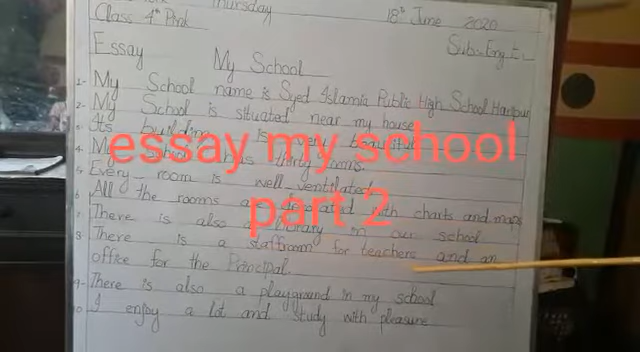 Thursday
18th June 2020
Class 4th Pink
Essay
Sub:-Eng
My School
1- My School name is Syed Islamia Public High School Haripur
2- My School is situated near my house
3 Its building is very beautiful
4 My School has thirty rooms.
5 Every room is well-ventilated.
6 All the rooms are decorated with charts and maps
7 There is also a library in our school
8 There is a staffroom for teachers and an
office for the Principal.
9- There is also a playground in my school
10 I enjoy a lot and study with pleasure
essay my school
part 2